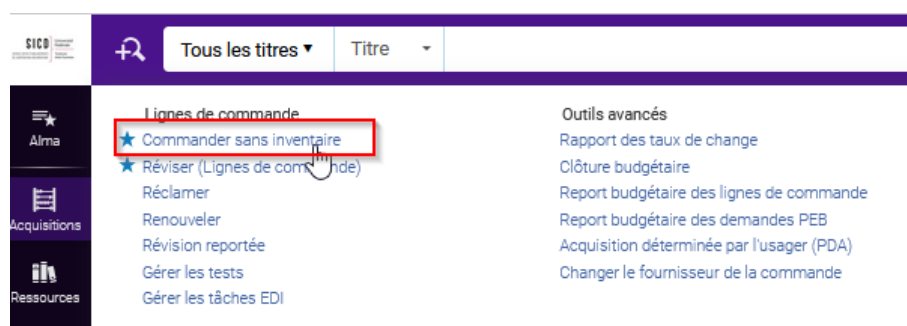 SICD
Tous les titres ▼ Titre
Alma
Acquisitions
Ressources
Lignes de commande
Commander sans inventaire
Réviser (Lignes de commande)
Réclamer
Renouveler
Révision reportée
Gérer les tests
Gérer les tâches EDI
Outils avancés
Rapport des taux de change
Clôture budgétaire
Report budgétaire des lignes de commande
Report budgétaire des demandes PEB
Acquisition déterminée par l'usager (PDA)
Changer le fournisseur de la commande